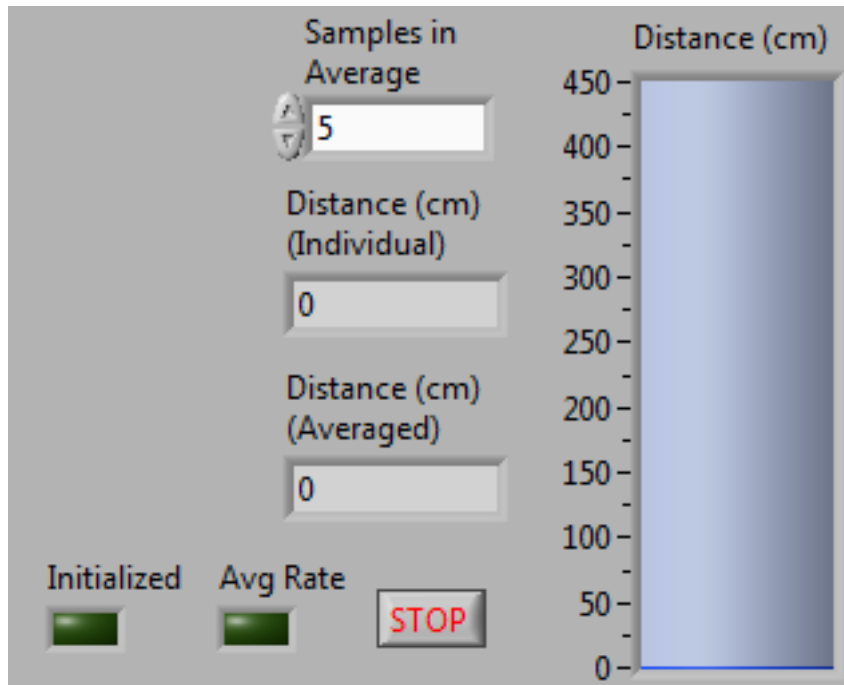 Samples in
Average
5
Distance (cm)
(Individual)
0
Distance (cm)
(Averaged)
0
Initialized
Avg Rate
STOP
Distance (cm)
450
400
350
300
250
200
150
100
50
0